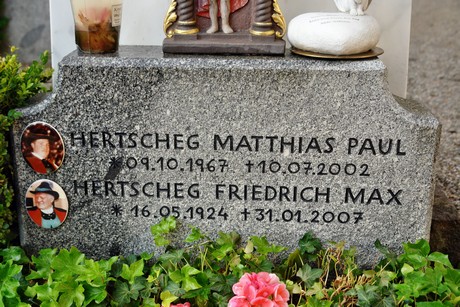 HERTSCHEG MATTHIAS PAUL
*09.10.1967 +10.07.2002
HERTSCHEG FRIEDRICH MAX
* 16.05.1924 +31.01.2007